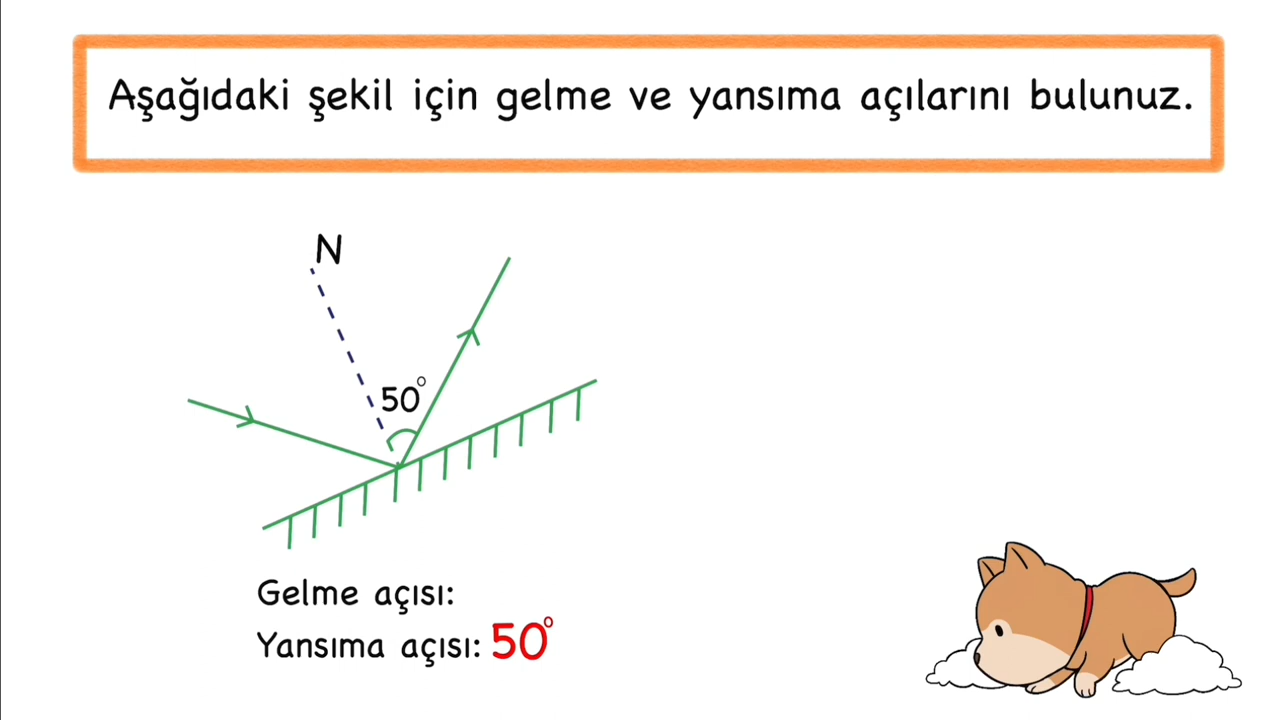 Aşağıdaki şekil için gelme ve yansıma açılarını bulunuz.
N
50°
Gelme açısı:
Yansıma açısı: 50°